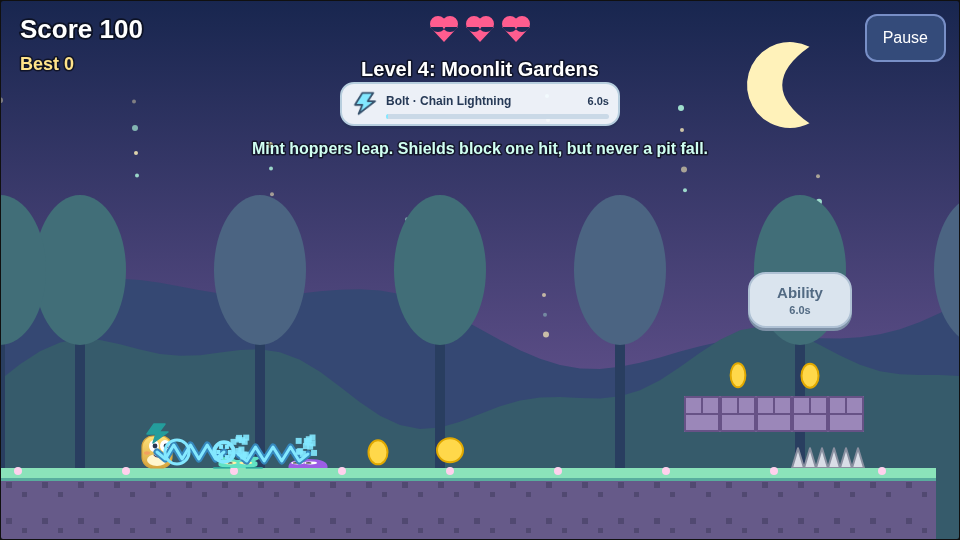 Score 100
Best 0
Level 4: Moonlit Gardens
Bolt · Chain Lightning 6.0s
Mint hoppers leap. Shields block one hit, but never a pit fall.
Pause
Ability
6.0s